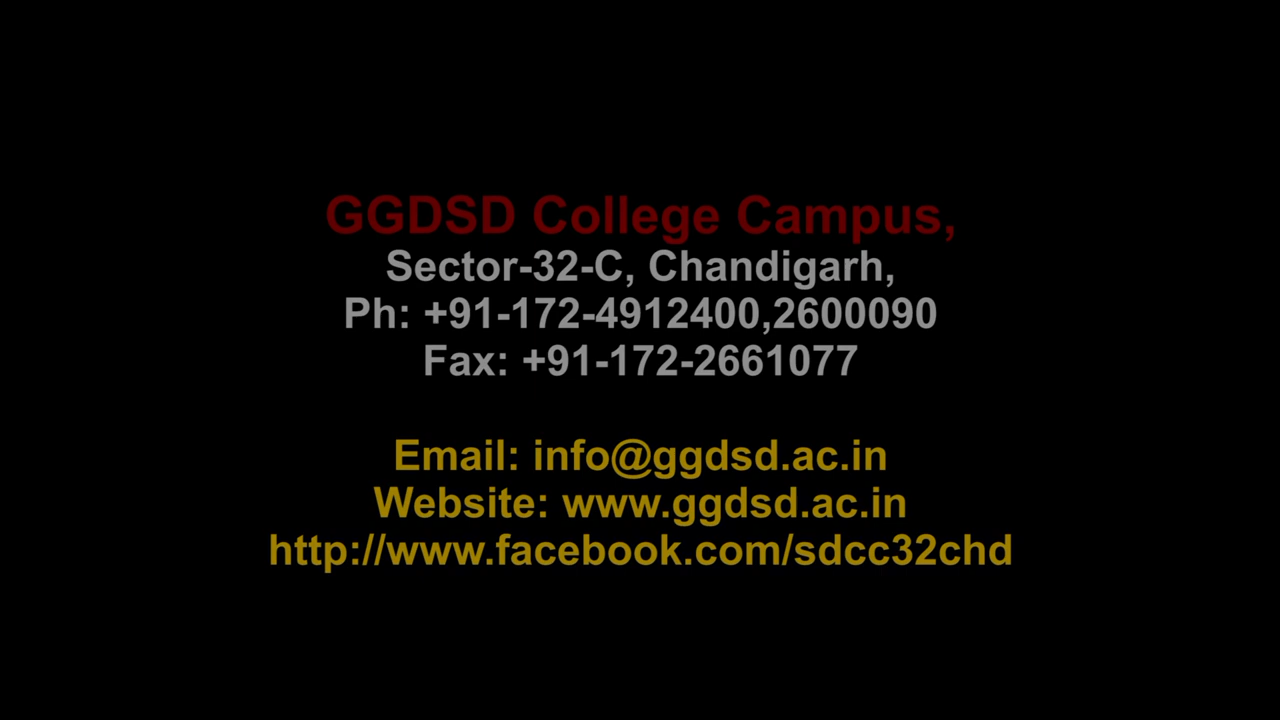 GGDSD College Campus,
Sector-32-C, Chandigarh,
Ph: +91-172-4912400,2600090
Fax: +91-172-2661077
Email: info@ggdsd.ac.in
Website: www.ggdsd.ac.in
http://www.facebook.com/sdcc32chd